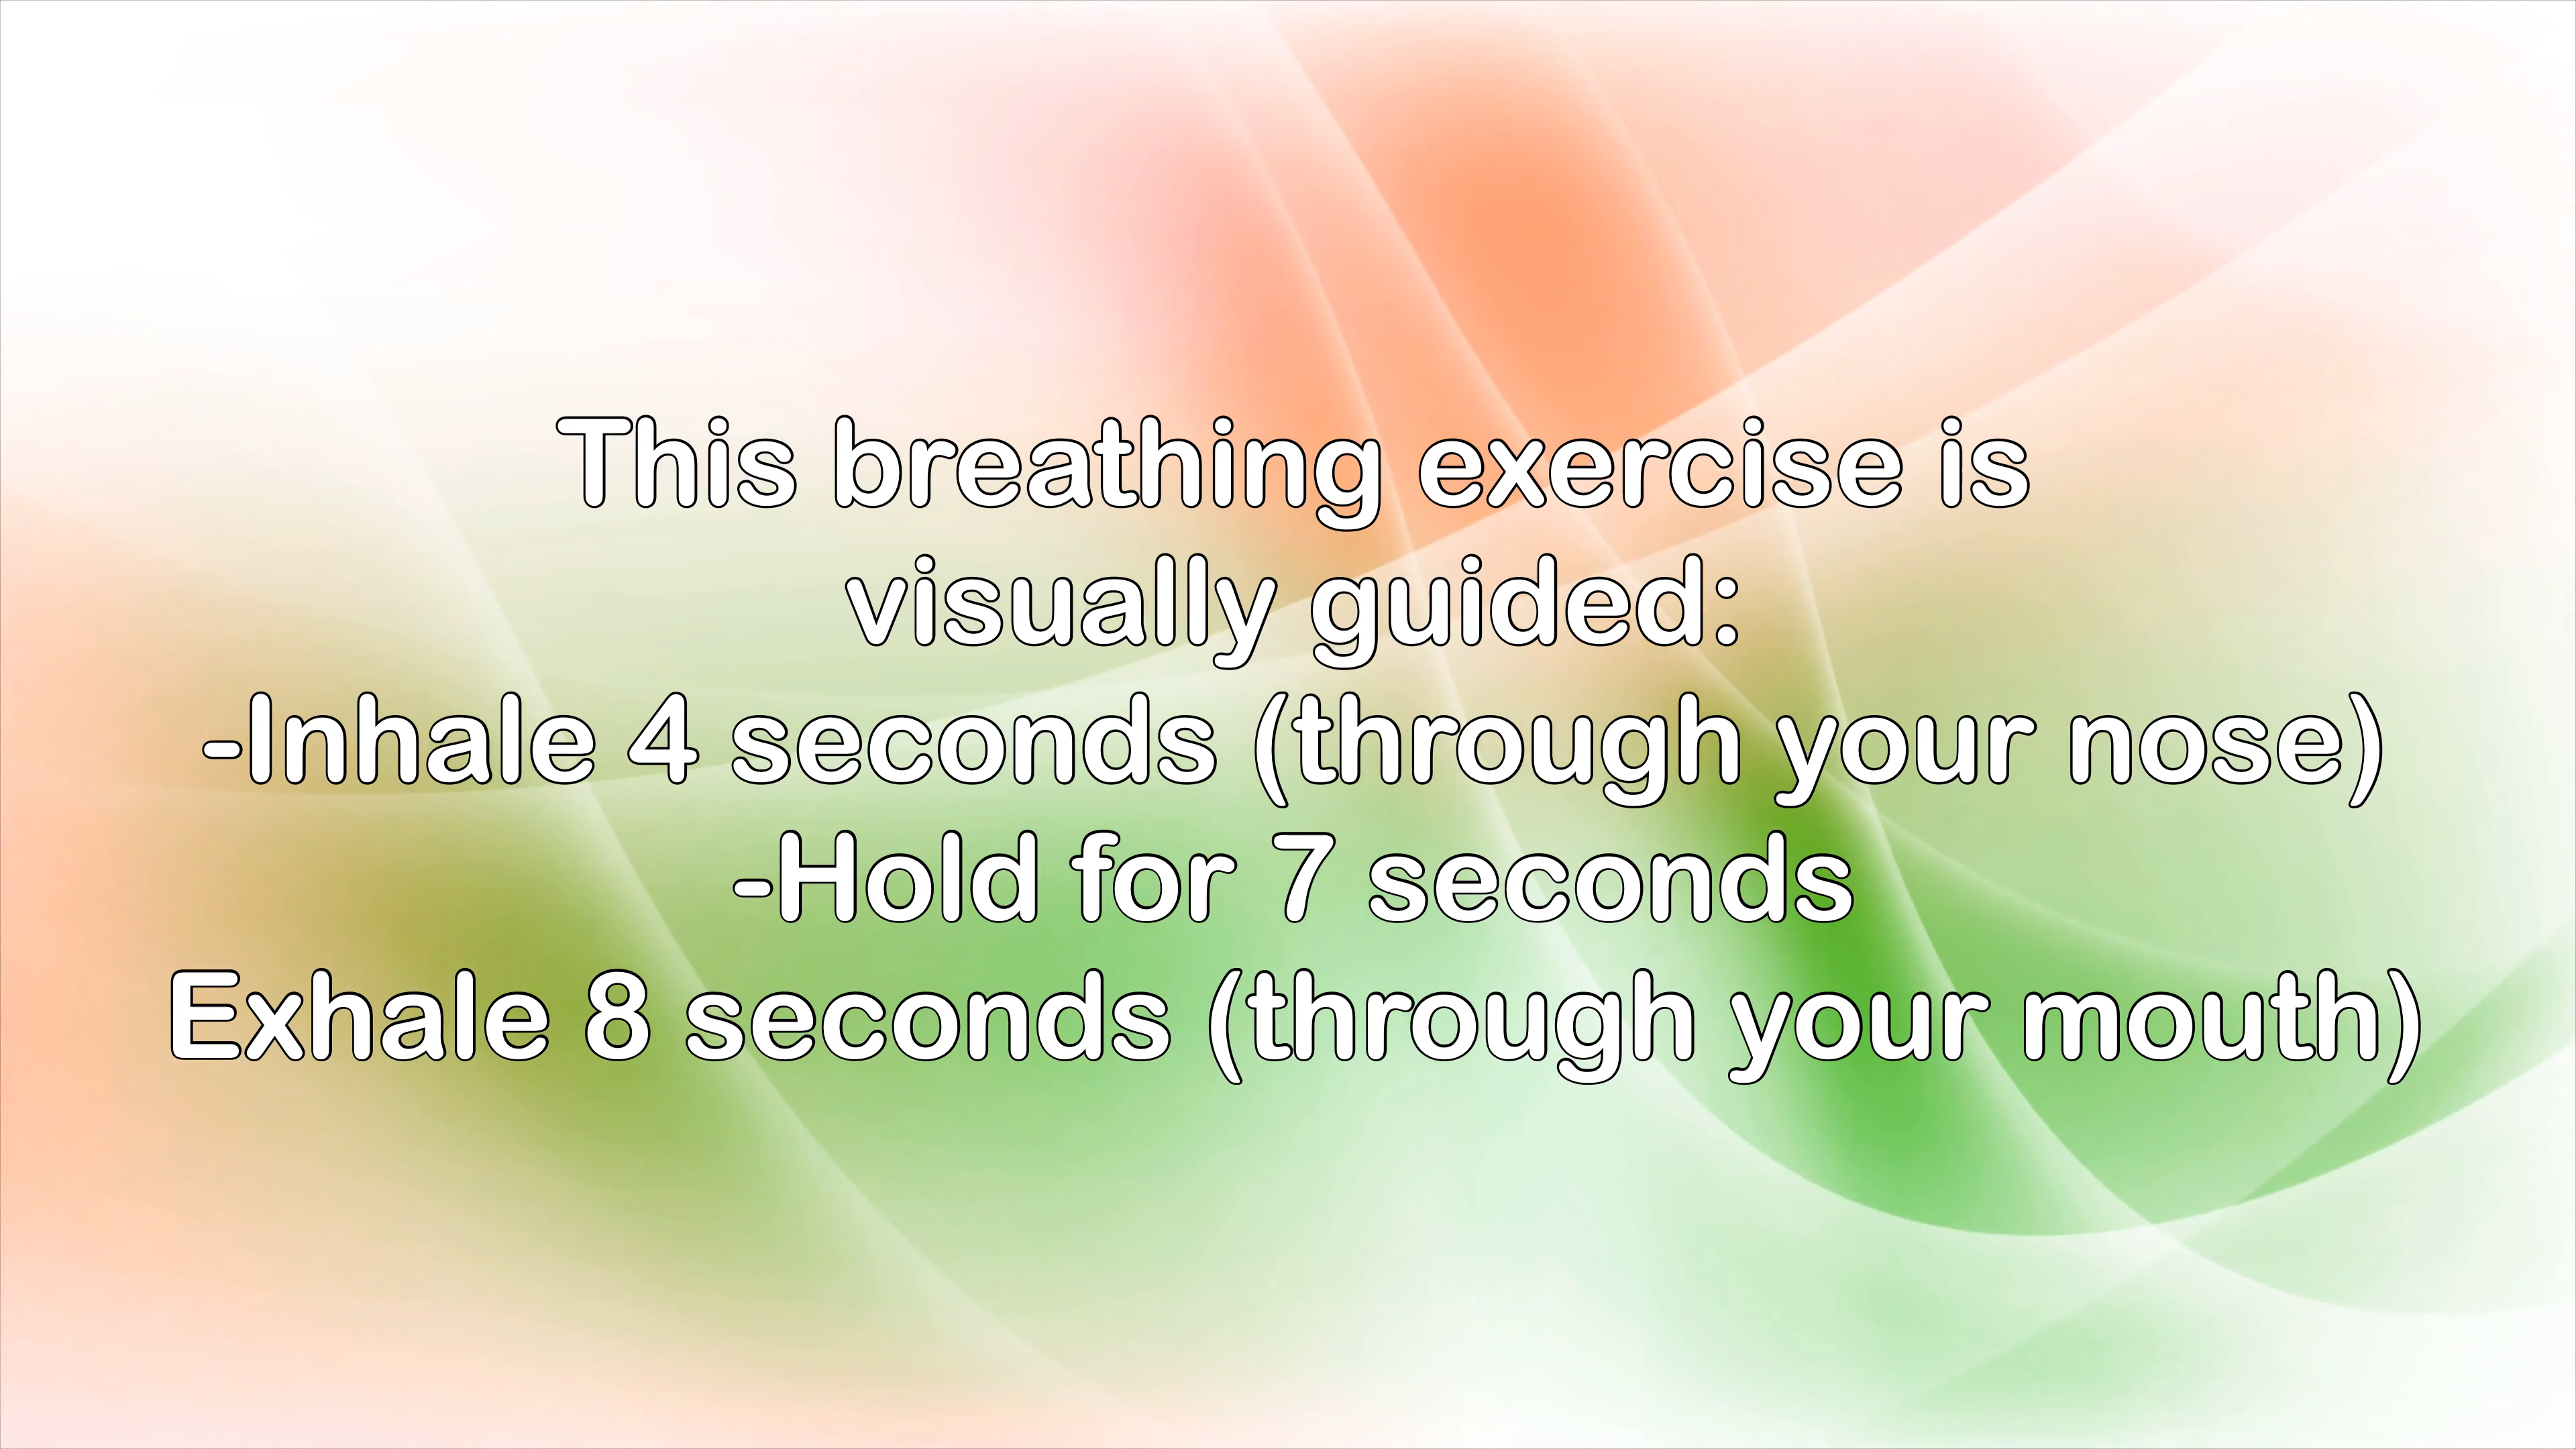 This breathing exercise is
visually guided:
-Inhale 4 seconds (through your nose)
-Hold for 7 seconds
Exhale 8 seconds (through your mouth)